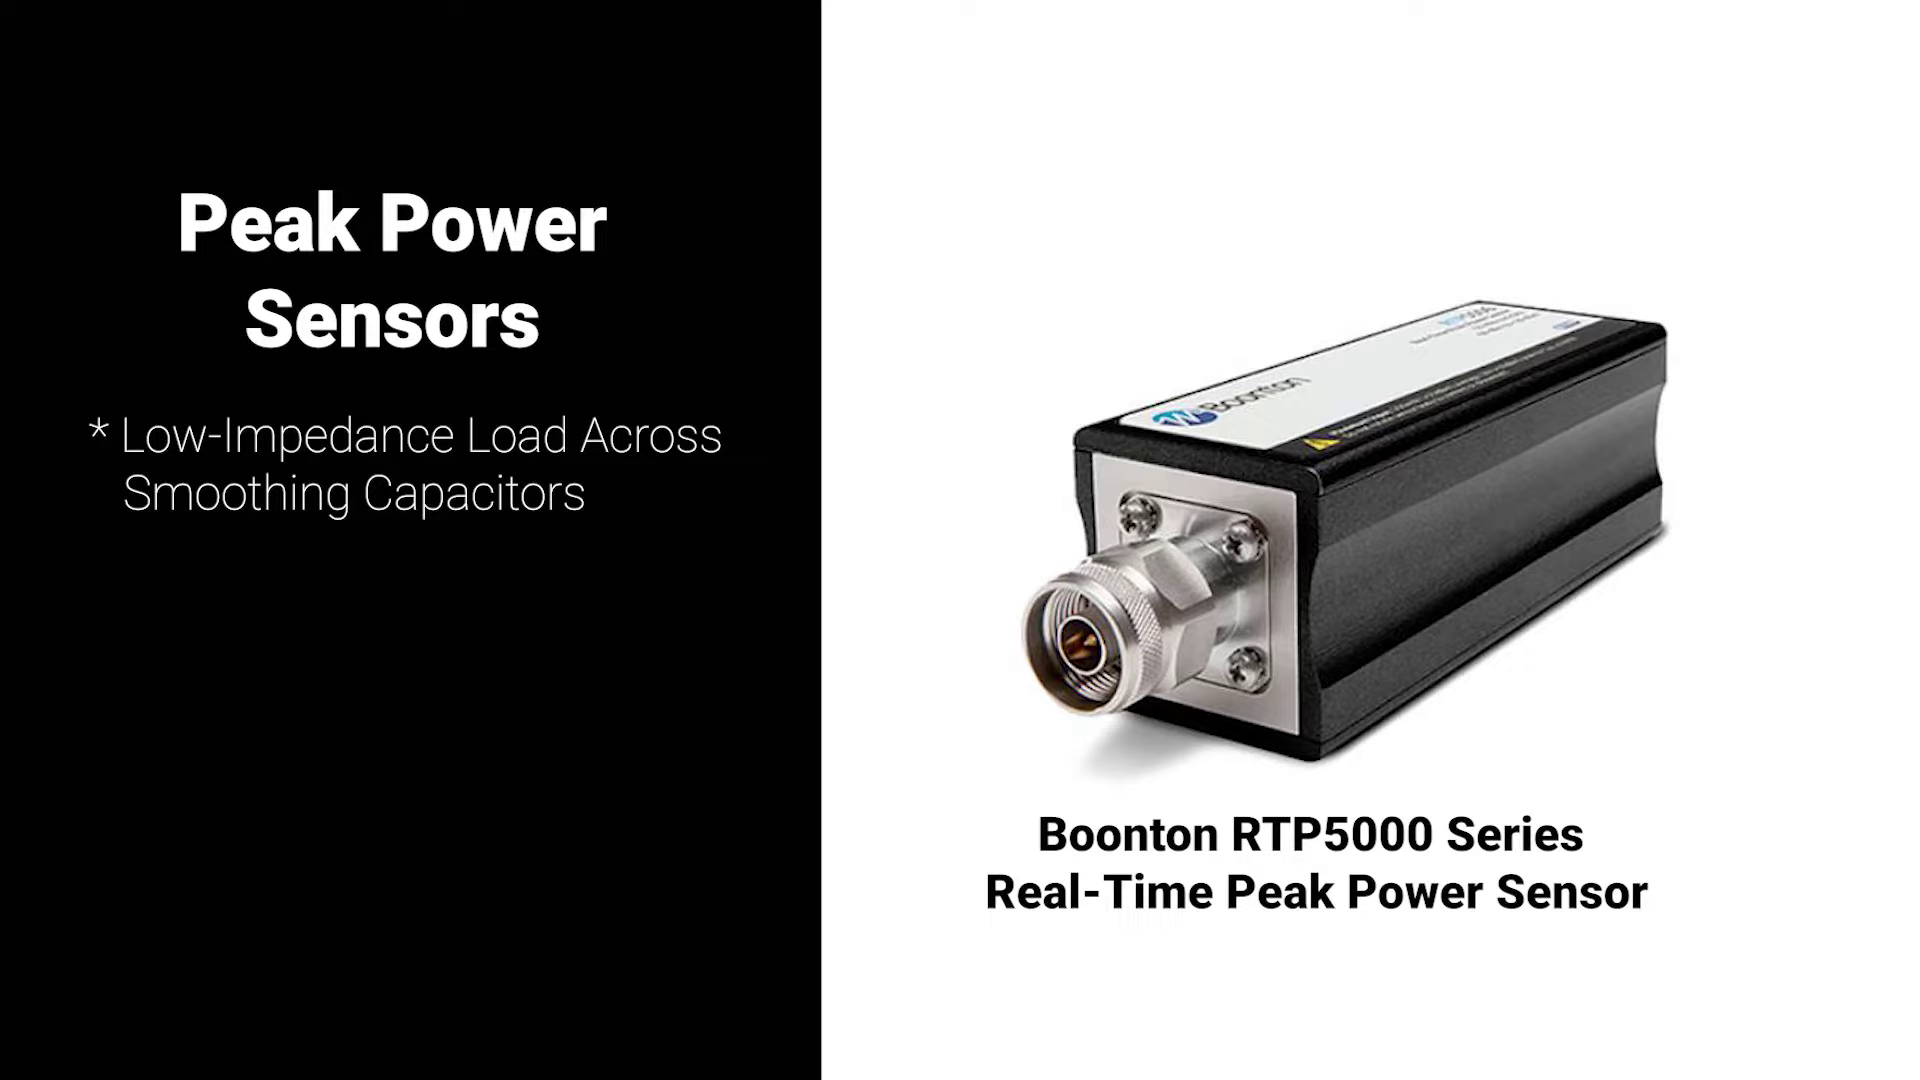 Peak Power
Sensors
* Low-Impedance Load Across
Smoothing Capacitors
Boonton
Boonton RTP5000 Series
Real-Time Peak Power Sensor